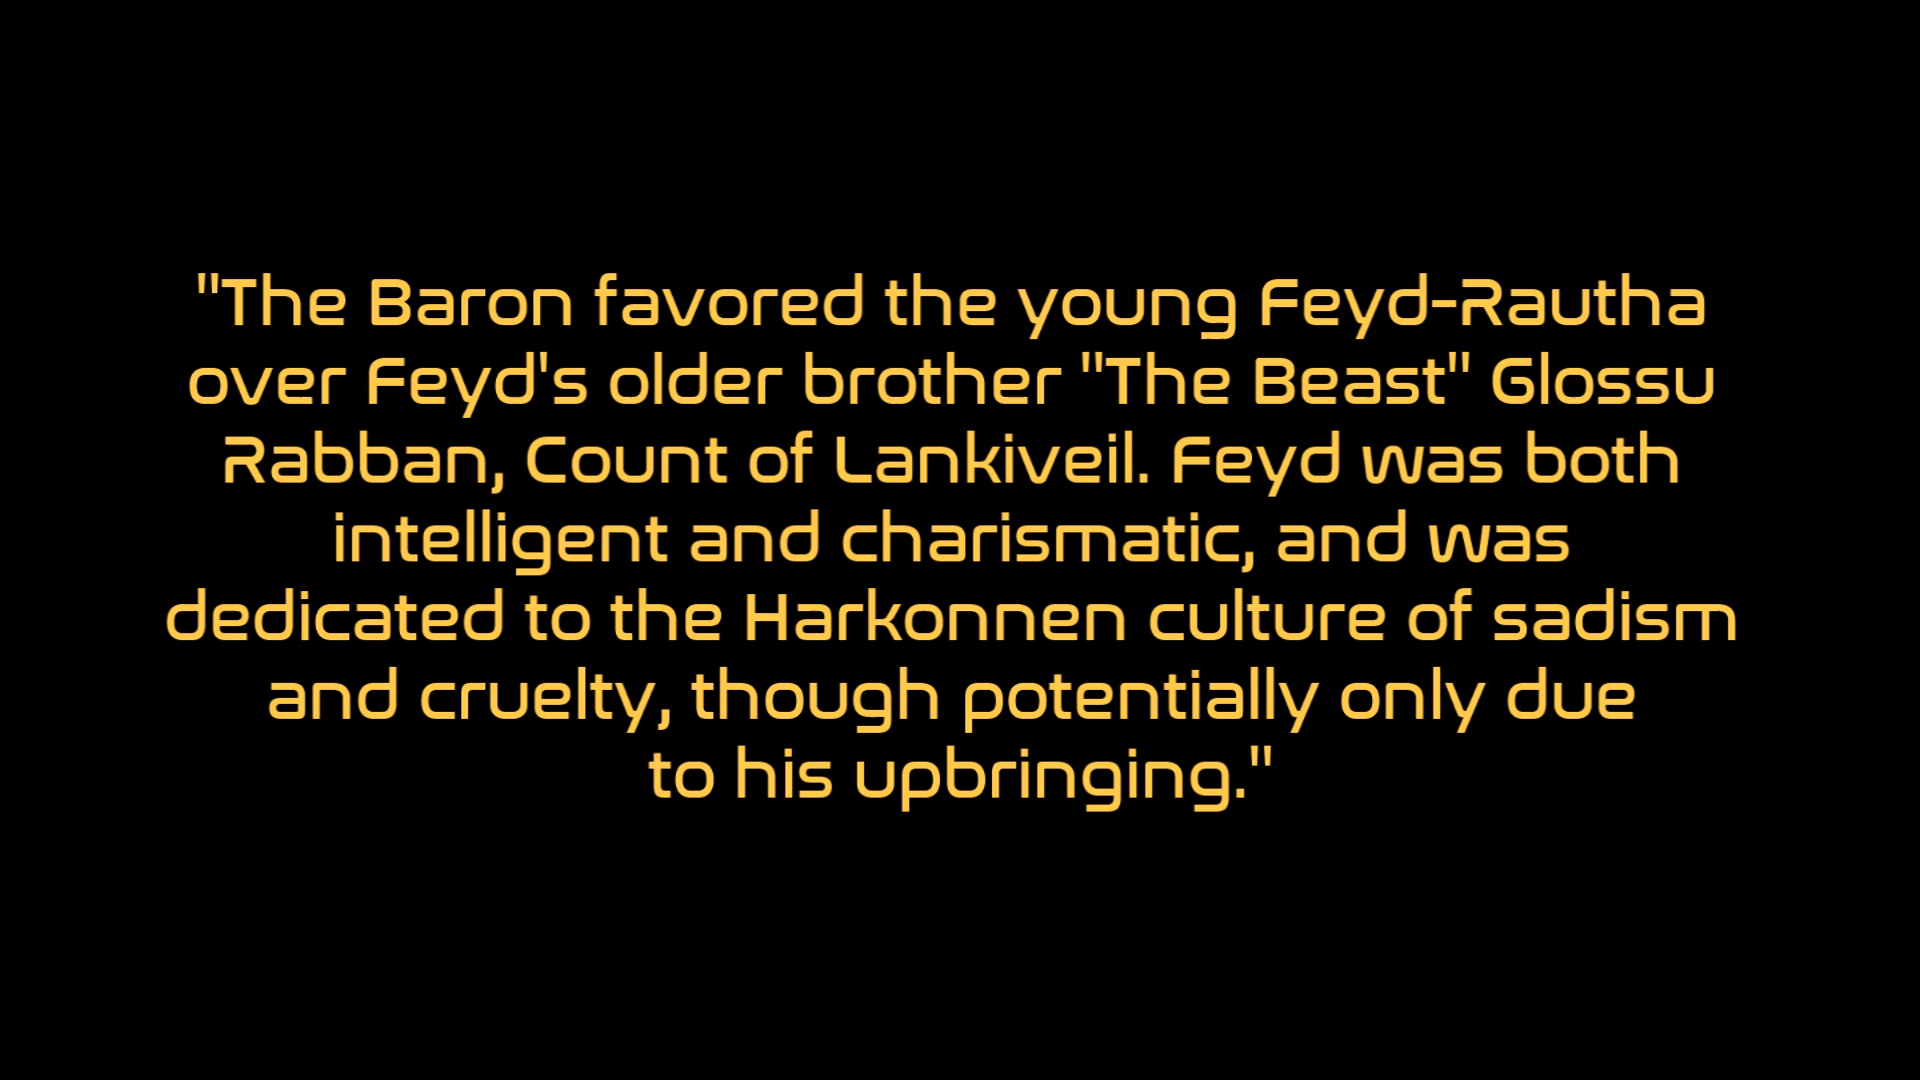 "The Baron favored the young Feyd-Rautha
over Feyd's older brother "The Beast" Glossu
Rabban, Count of Lankiveil. Feyd was both
intelligent and charismatic, and was
dedicated to the Harkonnen culture of sadism
and cruelty, though potentially only due
to his upbringing."